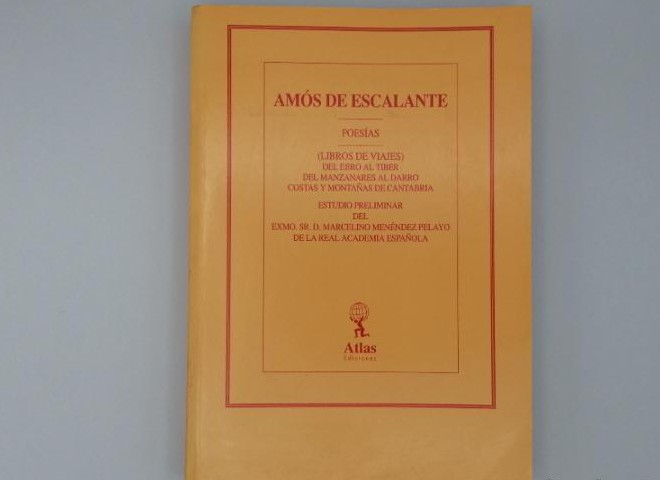 AMÓS DE ESCALANTE
POESÍAS
(LIBROS DE VIAJES)
DEL EBRO AL TIBER
DEL MANZANARES AL DARRO
COSTAS Y MONTAÑAS DE CANTABRIA
ESTUDIO PRELIMINAR
DEL
EXMO. SR. D. MARCELINO MENÉNDEZ PELAYO
DE LA REAL ACADEMIA ESPAÑOLA
Atlas
Ediciones